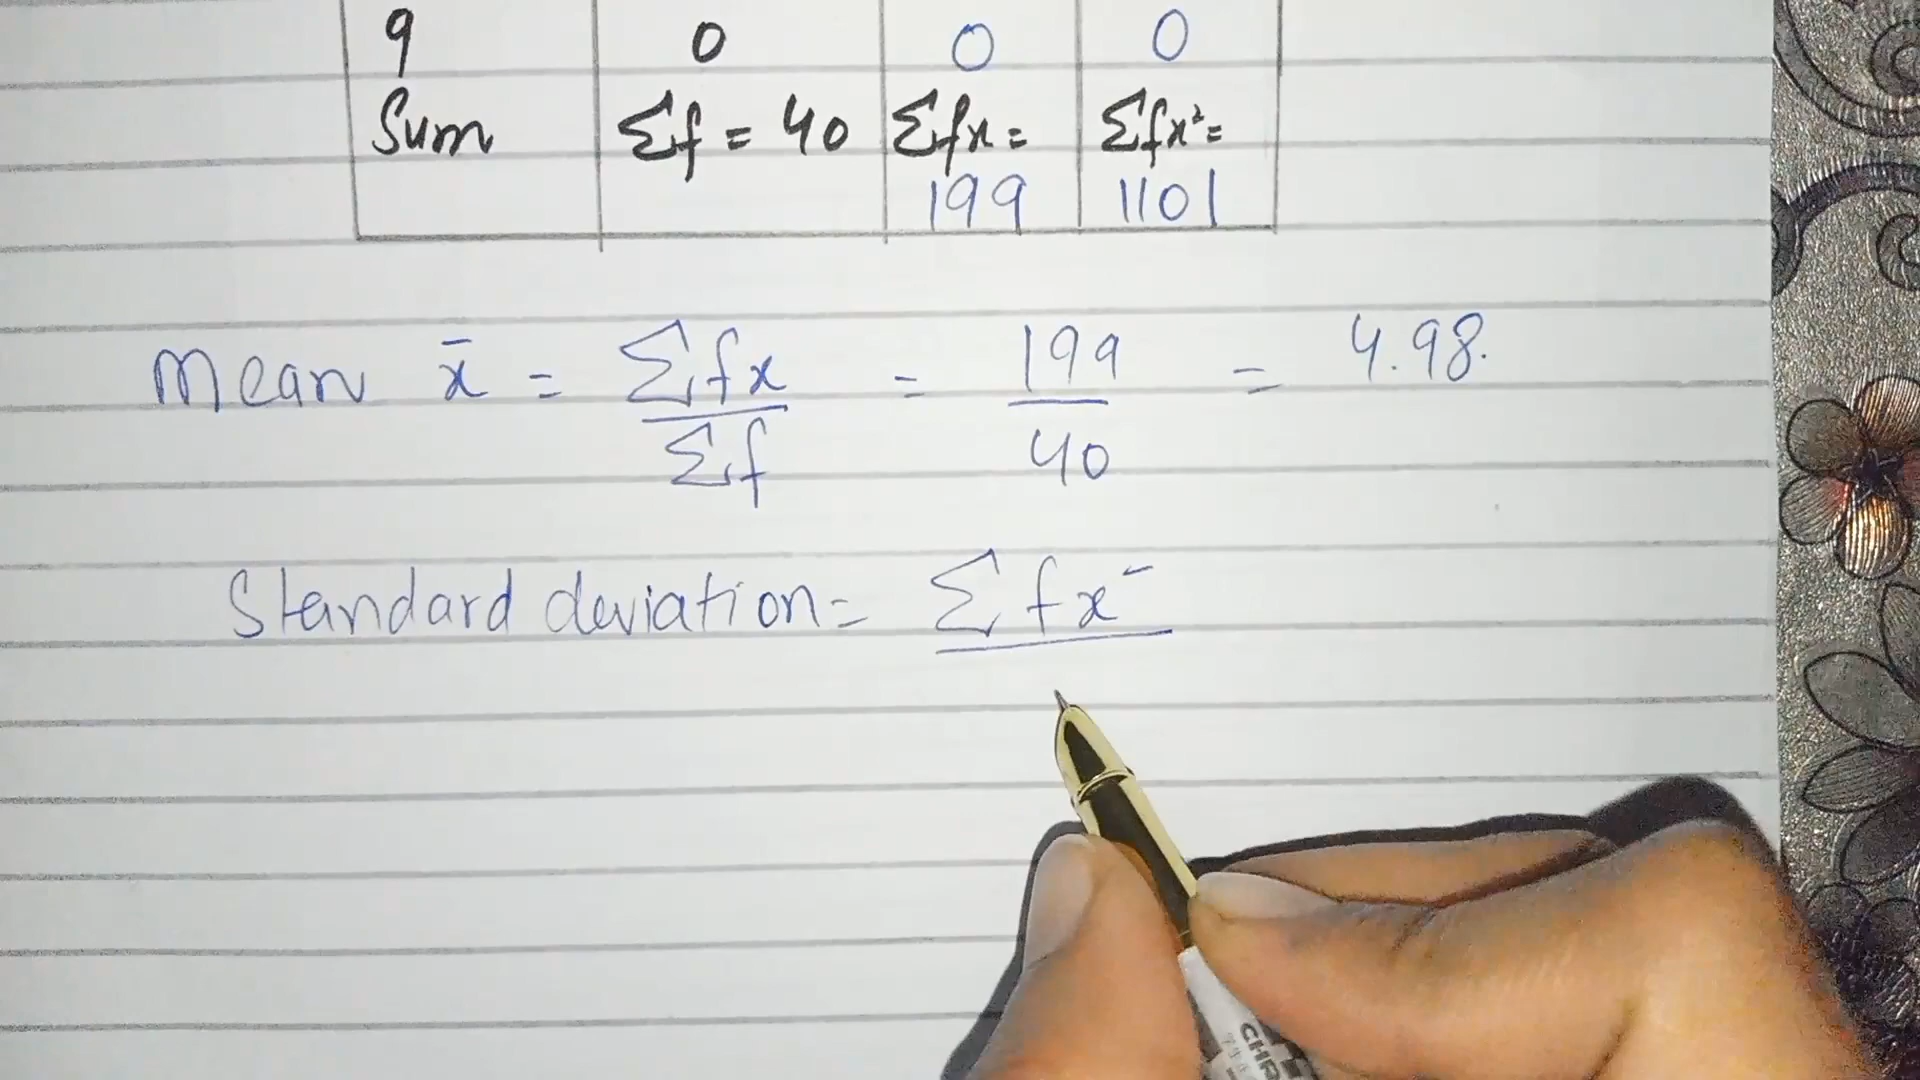 9 0 0 0
Sum Σf = 40 Σfx = Σfx² =
199 1101
Mean x̄ = Σfx / Σf = 199 / 40 = 4.98.
Standard deviation = Σfx²